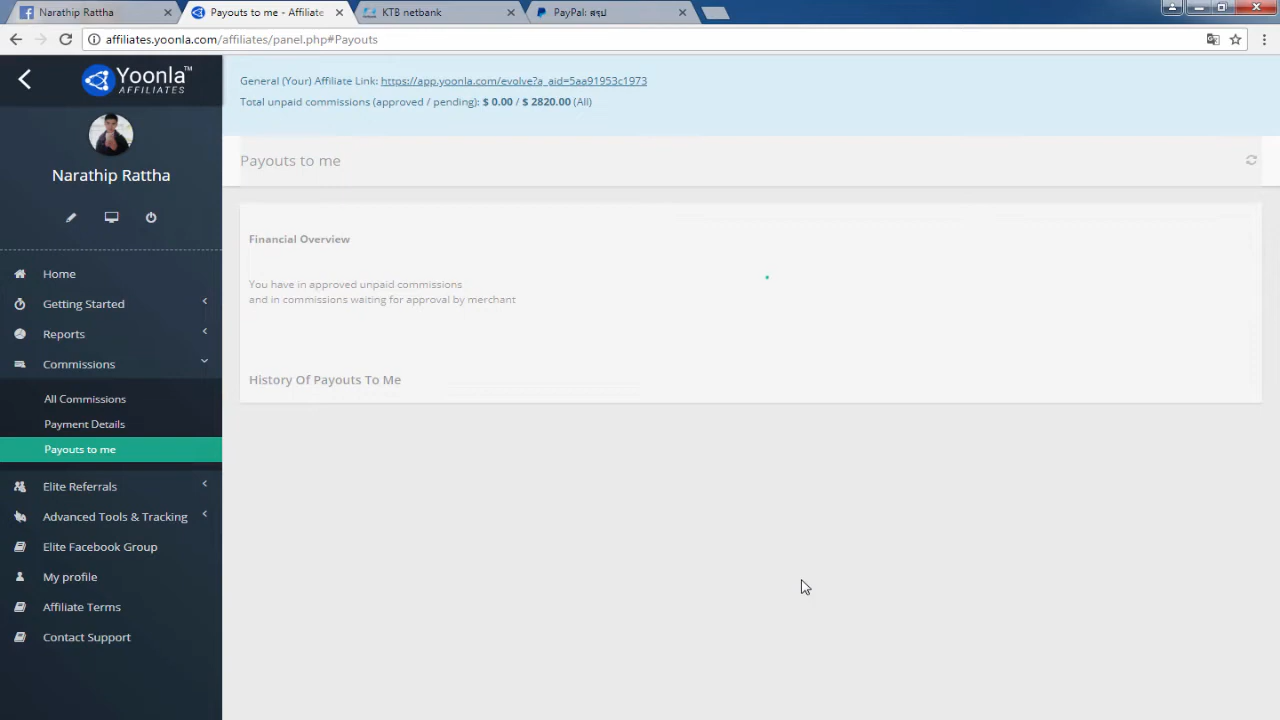 Narathip Rattha
Payouts to me - Affiliate
KTB netbank
PayPal: สรุป
affiliates.yoonla.com/affiliates/panel.php#Payouts
Yoonla™
AFFILIATES
General (Your) Affiliate Link: https://app.yoonla.com/evolve?a_aid=5aa91953c1973
Total unpaid commissions (approved / pending): $ 0.00 / $ 2820.00 (All)
Narathip Rattha
Payouts to me
Financial Overview
You have in approved unpaid commissions
and in commissions waiting for approval by merchant
History Of Payouts To Me
Home
Getting Started
Reports
Commissions
All Commissions
Payment Details
Payouts to me
Elite Referrals
Advanced Tools & Tracking
Elite Facebook Group
My profile
Affiliate Terms
Contact Support